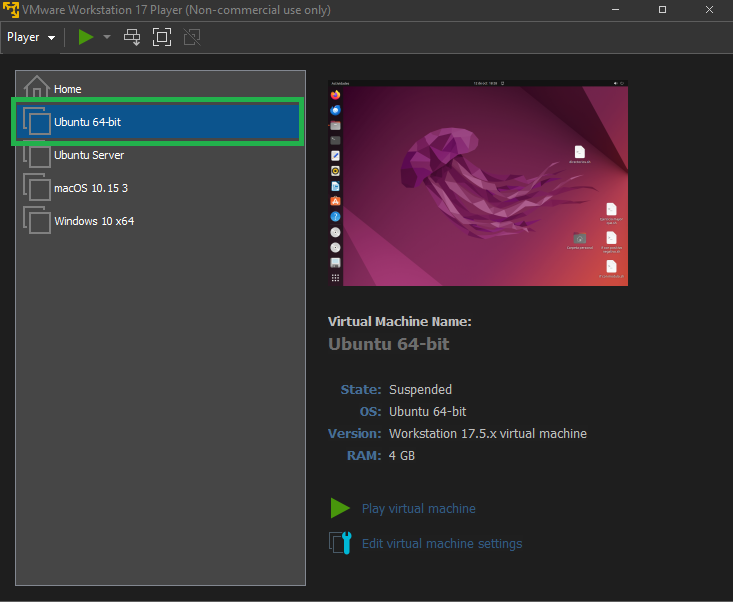 VMware Workstation 17 Player (Non-commercial use only)
Player
Home
Ubuntu 64-bit
Ubuntu Server
macOS 10.15 3
Windows 10 x64
Virtual Machine Name:
Ubuntu 64-bit
State: Suspended
OS: Ubuntu 64-bit
Version: Workstation 17.5.x virtual machine
RAM: 4 GB
Play virtual machine
Edit virtual machine settings